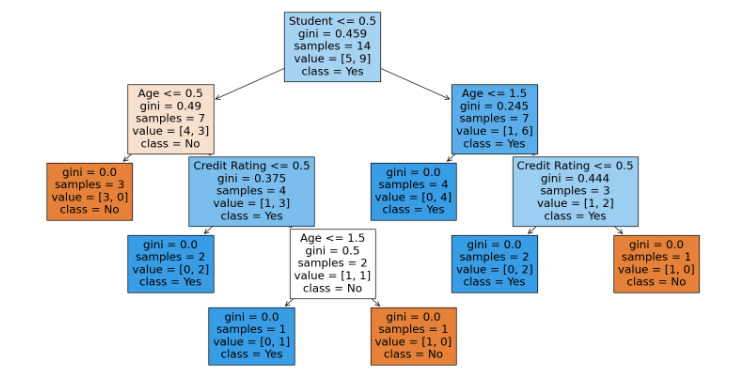 Student <= 0.5
gini = 0.459
samples = 14
value = [5, 9]
class = Yes
Age <= 0.5
gini = 0.49
samples = 7
value = [4, 3]
class = No
Age <= 1.5
gini = 0.245
samples = 7
value = [1, 6]
class = Yes
gini = 0.0
samples = 3
value = [3, 0]
class = No
Credit Rating <= 0.5
gini = 0.375
samples = 4
value = [1, 3]
class = Yes
gini = 0.0
samples = 4
value = [0, 4]
class = Yes
Credit Rating <= 0.5
gini = 0.444
samples = 3
value = [1, 2]
class = Yes
gini = 0.0
samples = 2
value = [0, 2]
class = Yes
Age <= 1.5
gini = 0.5
samples = 2
value = [1, 1]
class = No
gini = 0.0
samples = 2
value = [0, 2]
class = Yes
gini = 0.0
samples = 1
value = [1, 0]
class = No
gini = 0.0
samples = 1
value = [0, 1]
class = Yes
gini = 0.0
samples = 1
value = [1, 0]
class = No